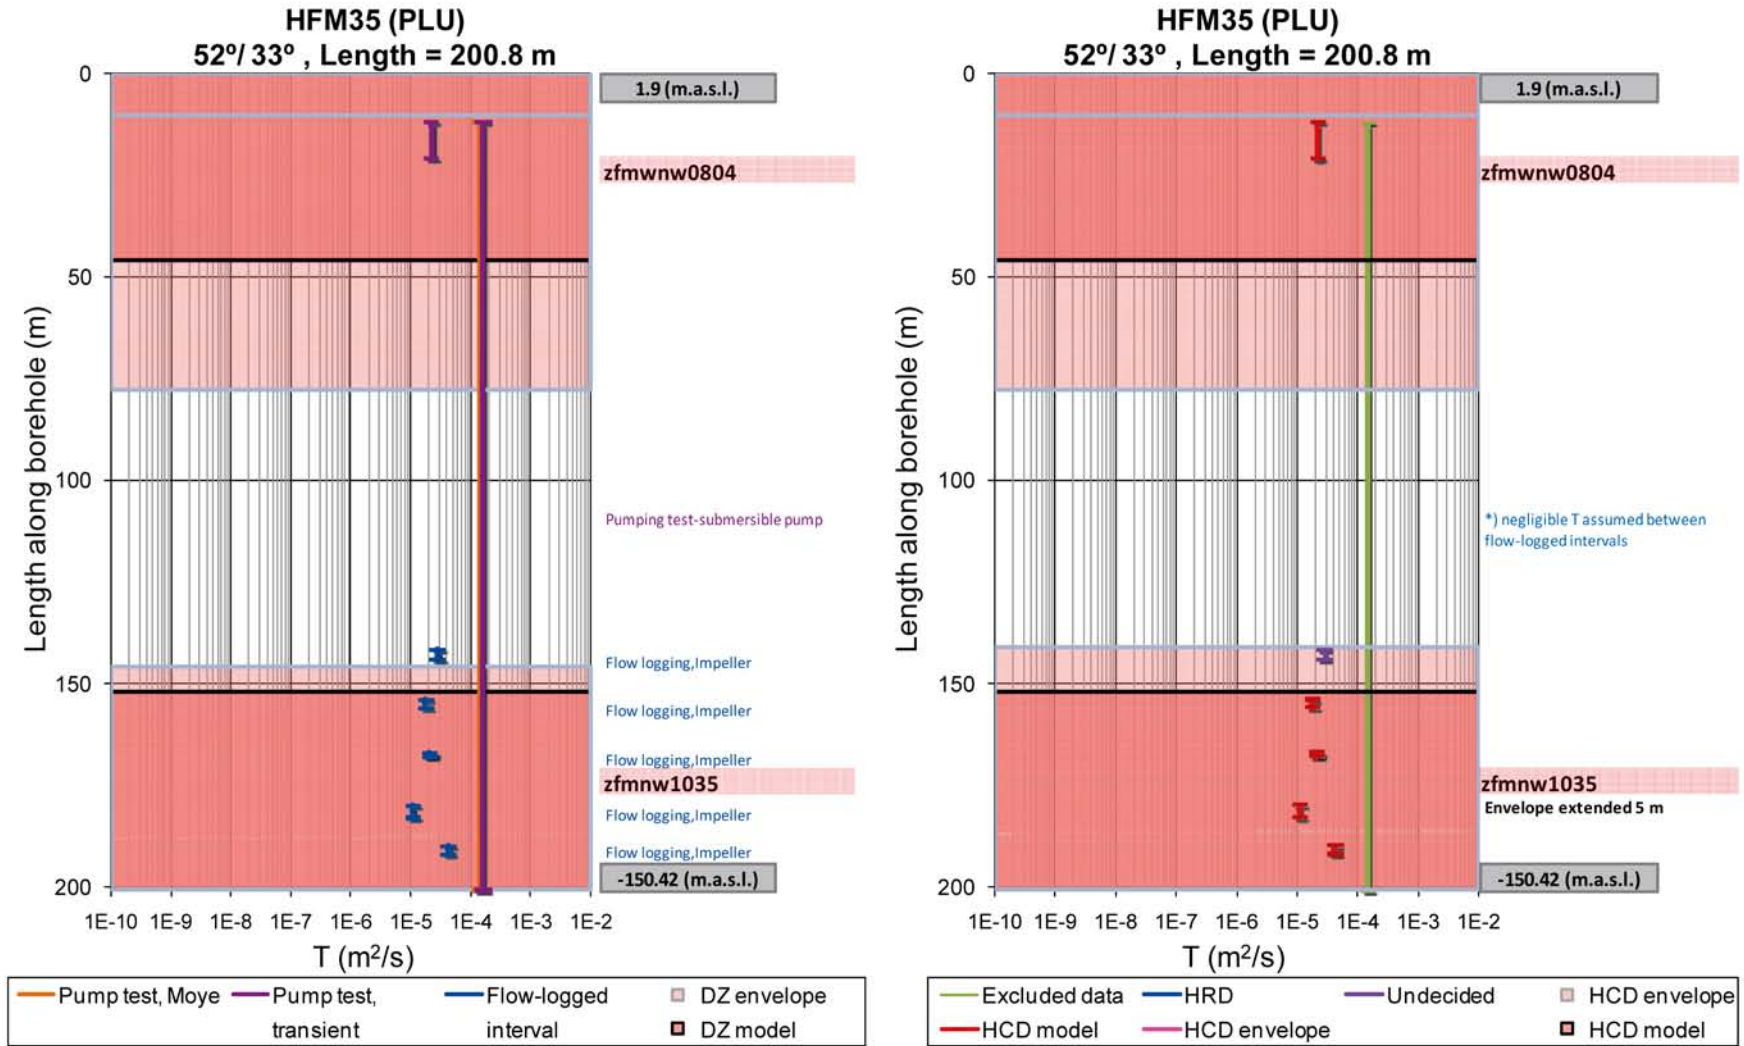 HFM35 (PLU)
52º/ 33º , Length = 200.8 m
Length along borehole (m)
0
50
100
150
200
1E-10 1E-9 1E-8 1E-7 1E-6 1E-5 1E-4 1E-3 1E-2
T (m²/s)
1.9 (m.a.s.l.)
zfmwnw0804
Pumping test-submersible pump
Flow logging,Impeller
Flow logging,Impeller
Flow logging,Impeller
zfmnw1035
Flow logging,Impeller
Flow logging,Impeller
-150.42 (m.a.s.l.)
Pump test, Moye
Pump test,
transient
Flow-logged
interval
DZ envelope
DZ model
HFM35 (PLU)
52º/ 33º , Length = 200.8 m
Length along borehole (m)
0
50
100
150
200
1E-10 1E-9 1E-8 1E-7 1E-6 1E-5 1E-4 1E-3 1E-2
T (m²/s)
1.9 (m.a.s.l.)
zfmwnw0804
*) negligible T assumed between
flow-logged intervals
zfmnw1035
Envelope extended 5 m
-150.42 (m.a.s.l.)
Excluded data
HRD
Undecided
HCD envelope
HCD model
HCD envelope
HCD model